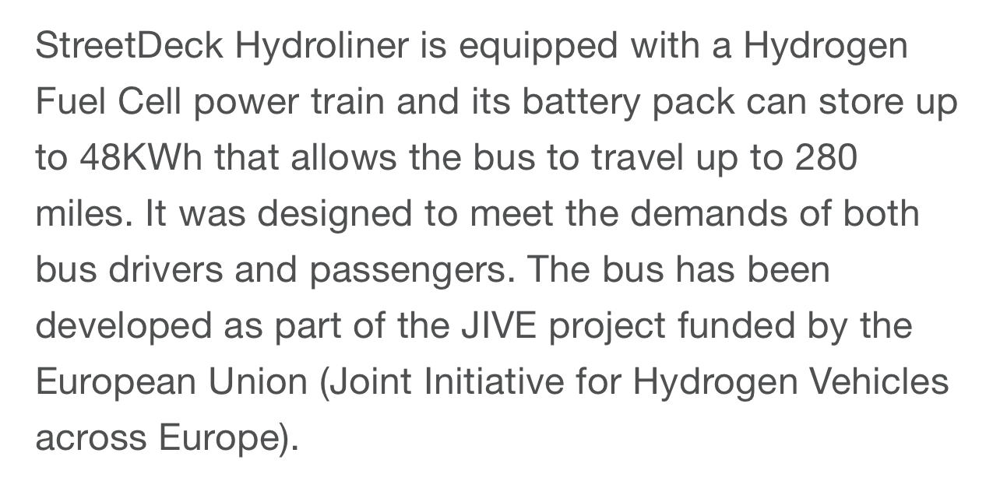 StreetDeck Hydroliner is equipped with a Hydrogen
Fuel Cell power train and its battery pack can store up
to 48KWh that allows the bus to travel up to 280
miles. It was designed to meet the demands of both
bus drivers and passengers. The bus has been
developed as part of the JIVE project funded by the
European Union (Joint Initiative for Hydrogen Vehicles
across Europe).